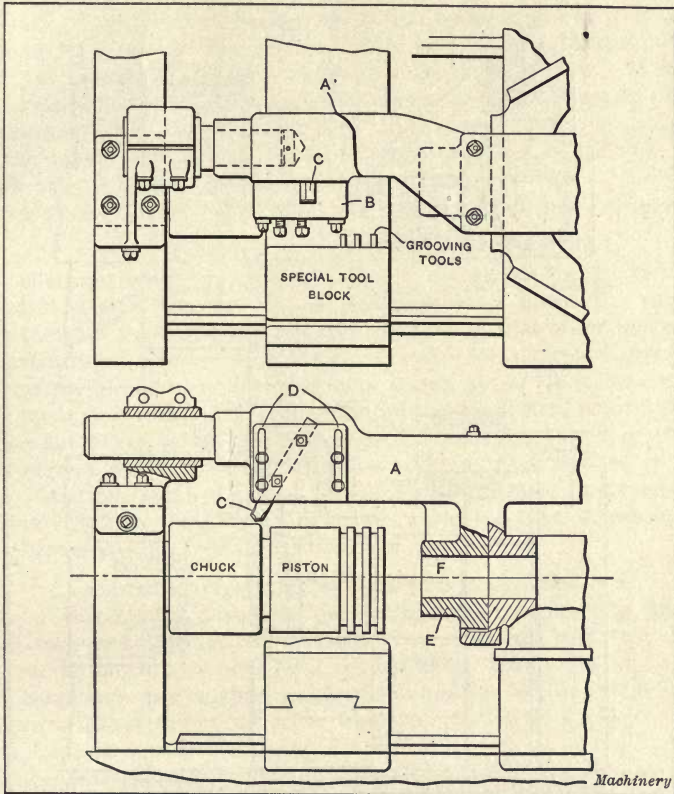 A
C
B
GROOVING
TOOLS
SPECIAL TOOL
BLOCK
D
A
C
CHUCK
PISTON
F
E
Machinery